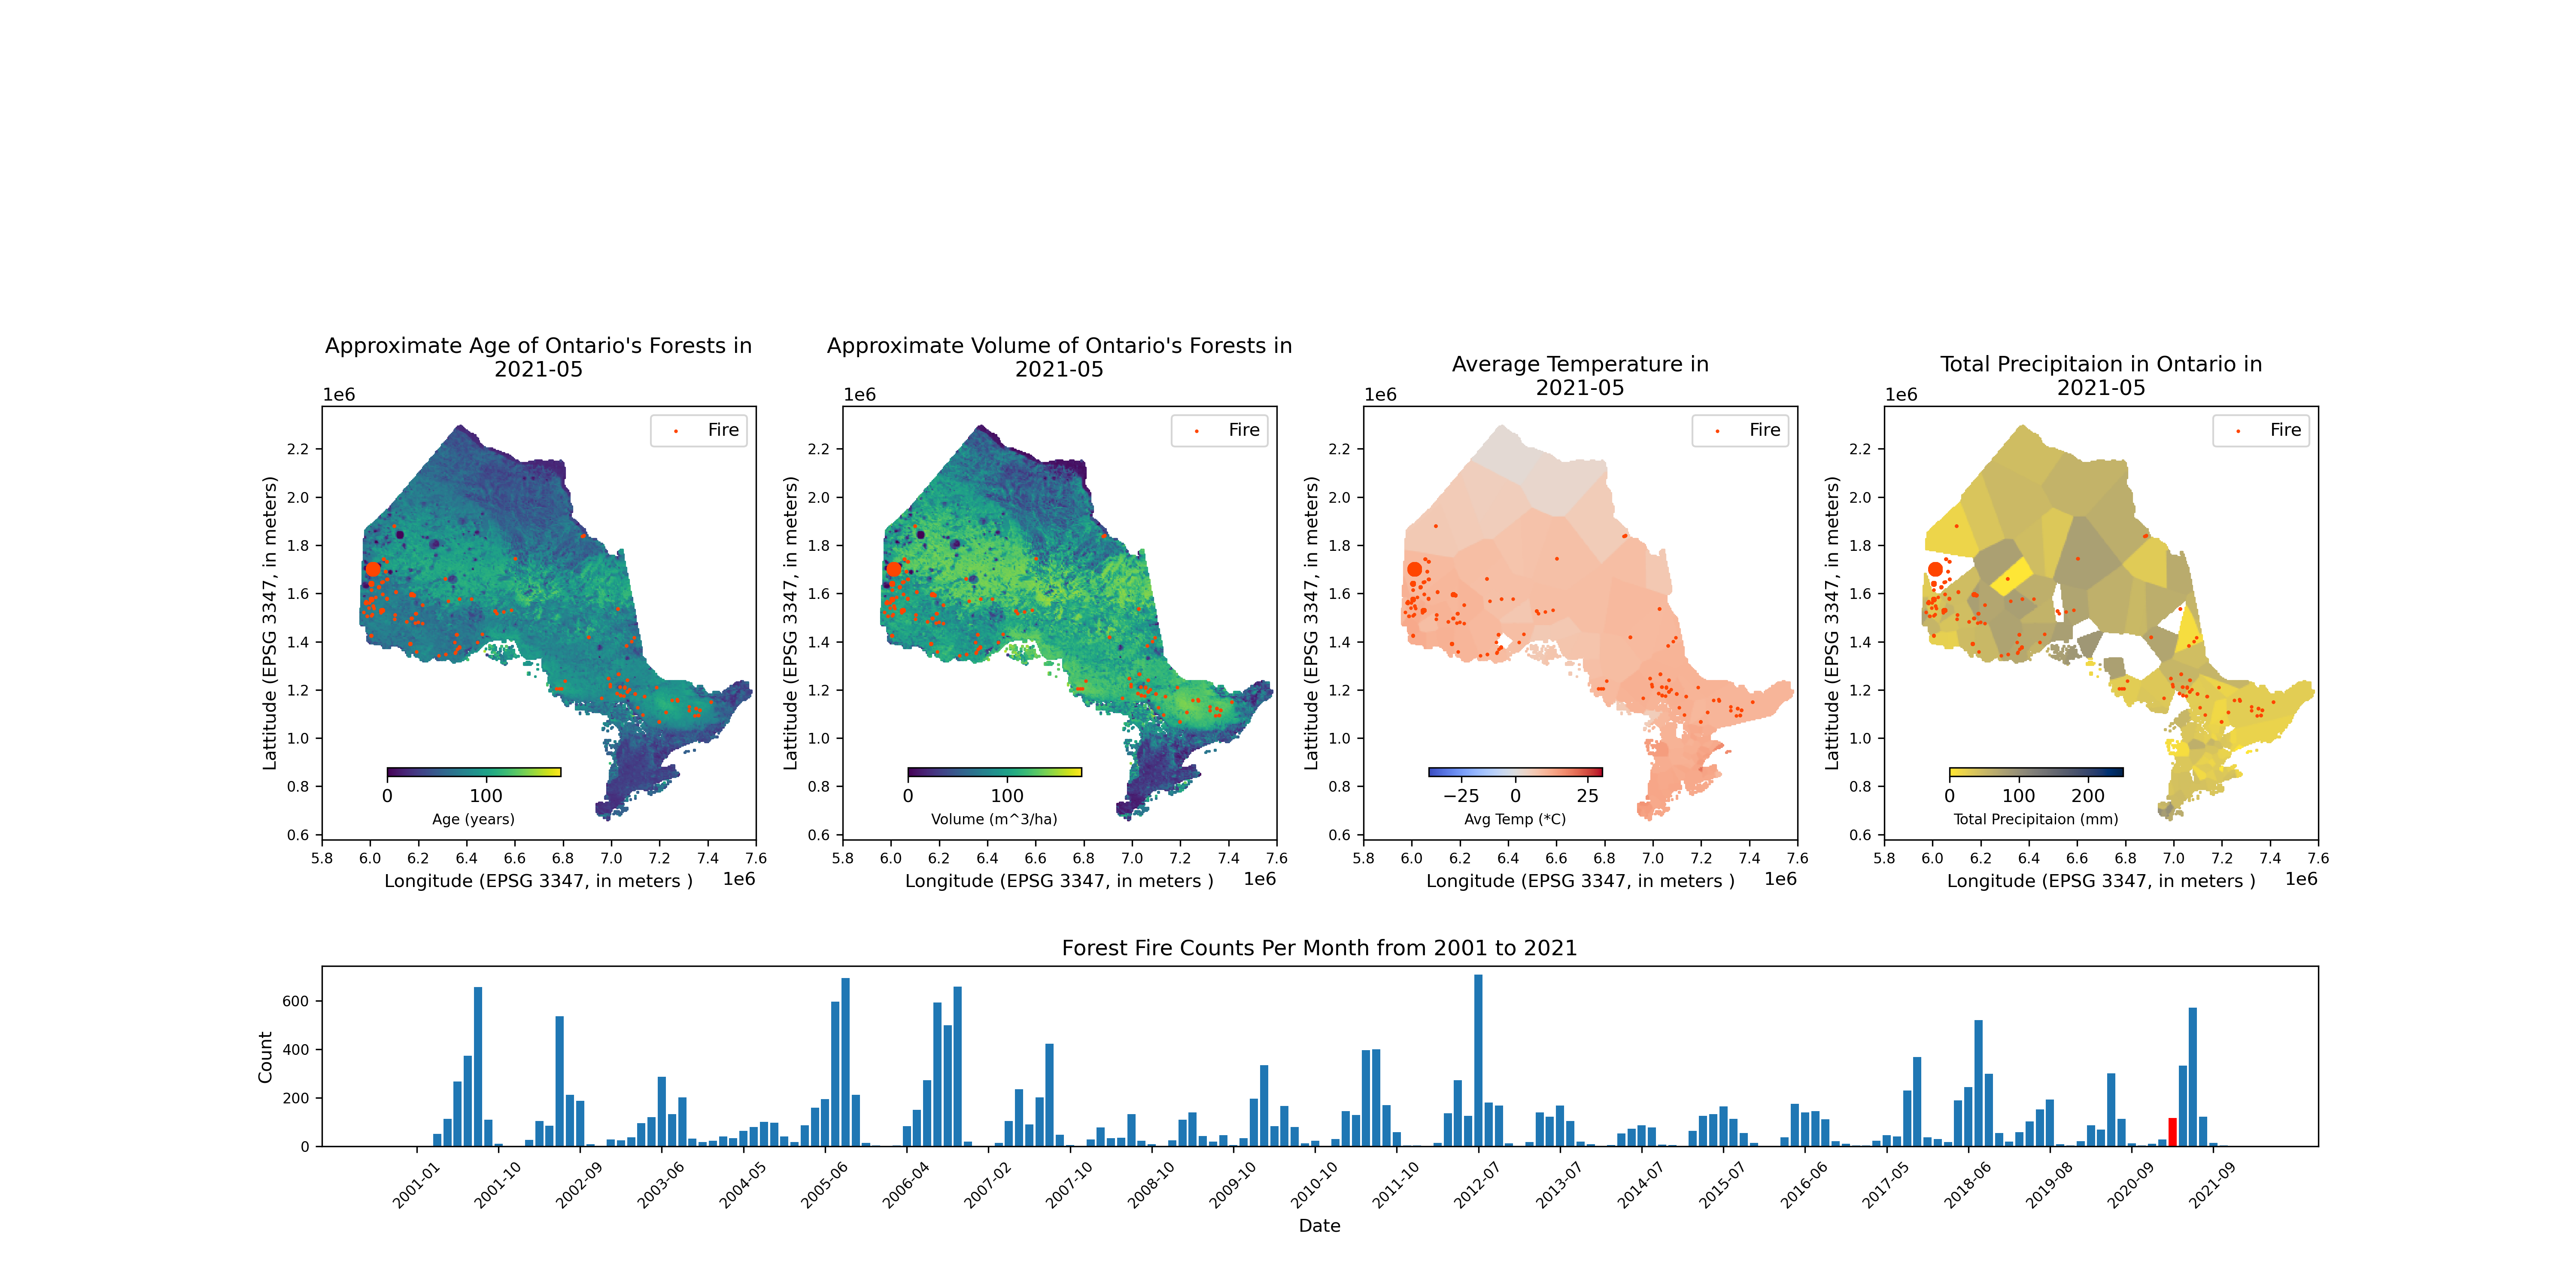 Approximate Age of Ontario's Forests in
2021-05
1e6
Fire
2.2
2.0
1.8
1.6
1.4
1.2
1.0
0.8
0.6
Lattitude (EPSG 3347, in meters)
0 100
Age (years)
5.8 6.0 6.2 6.4 6.6 6.8 7.0 7.2 7.4 7.6
Longitude (EPSG 3347, in meters ) 1e6
Approximate Volume of Ontario's Forests in
2021-05
1e6
Fire
2.2
2.0
1.8
1.6
1.4
1.2
1.0
0.8
0.6
Lattitude (EPSG 3347, in meters)
0 100
Volume (m^3/ha)
5.8 6.0 6.2 6.4 6.6 6.8 7.0 7.2 7.4 7.6
Longitude (EPSG 3347, in meters ) 1e6
Average Temperature in
2021-05
1e6
Fire
2.2
2.0
1.8
1.6
1.4
1.2
1.0
0.8
0.6
Lattitude (EPSG 3347, in meters)
−25 0 25
Avg Temp (*C)
5.8 6.0 6.2 6.4 6.6 6.8 7.0 7.2 7.4 7.6
Longitude (EPSG 3347, in meters ) 1e6
Total Precipitaion in Ontario in
2021-05
1e6
Fire
2.2
2.0
1.8
1.6
1.4
1.2
1.0
0.8
0.6
Lattitude (EPSG 3347, in meters)
0 100 200
Total Precipitaion (mm)
5.8 6.0 6.2 6.4 6.6 6.8 7.0 7.2 7.4 7.6
Longitude (EPSG 3347, in meters ) 1e6
Forest Fire Counts Per Month from 2001 to 2021
600
400
200
0
Count
2001-01 2001-10 2002-09 2003-06 2004-05 2005-06 2006-04 2007-02 2007-10 2008-10 2009-10 2010-10 2011-10 2012-07 2013-07 2014-07 2015-07 2016-06 2017-05 2018-06 2019-08 2020-09 2021-09
Date